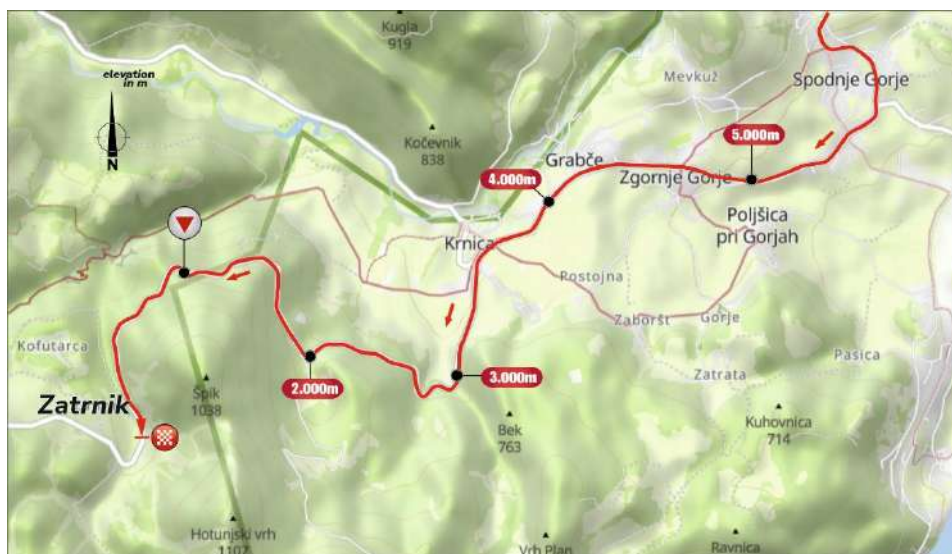 Kugla
919
elevation
in m
N
Mevkuž
Spodnje Gorje
Kočevnik
838
5.000m
Grabče
4.000m
Zgornje Gorje
Poljšica
pri Gorjah
Krnica
Postojna
Zaboršt
Gorje
Kofutarca
Pašica
2.000m
3.000m
Zatrata
Špik
1038
Zatrnik
Bek
763
Kuhovnica
714
Hotunjski vrh
1107
Vrh Plan
Ravnica